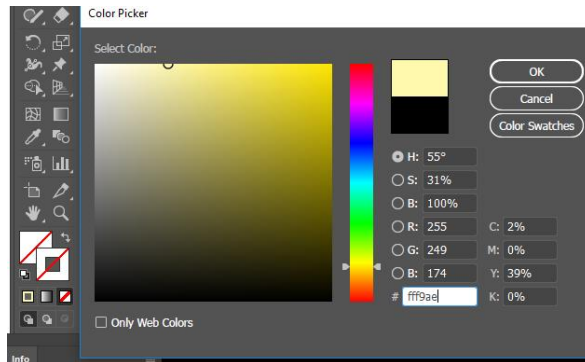 Color Picker
Select Color:
OK
Cancel
Color Swatches
H: 55°
S: 31%
B: 100%
R: 255 C: 2%
G: 249 M: 0%
B: 174 Y: 39%
# fff9ae K: 0%
Only Web Colors
Info